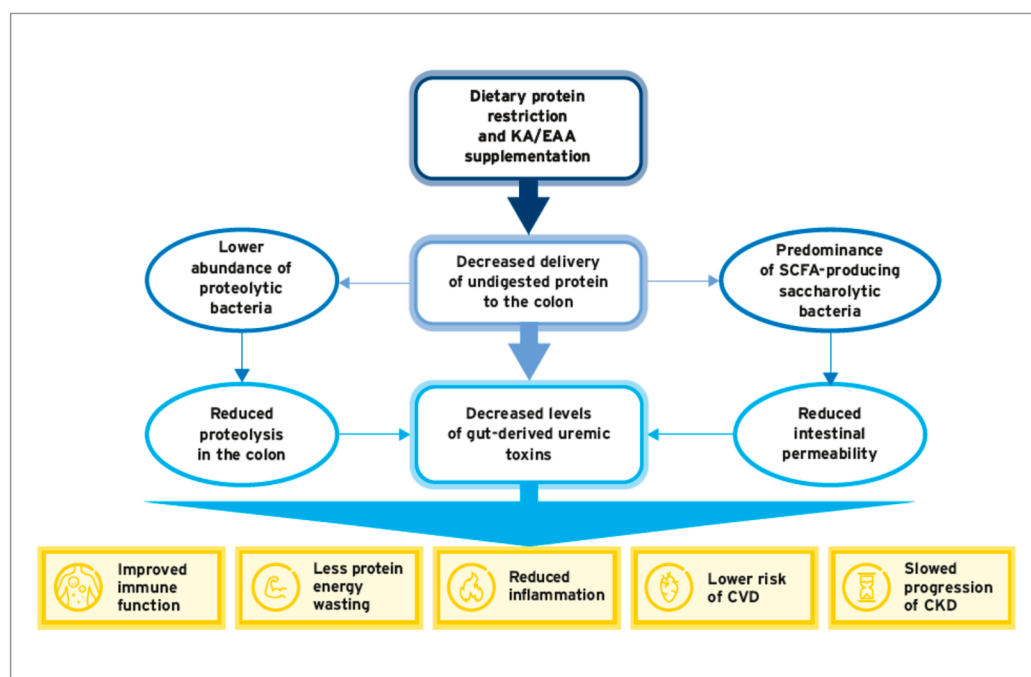 Dietary protein
restriction
and KA/EAA
supplementation
Lower
abundance of
proteolytic
bacteria
Decreased delivery
of undigested protein
to the colon
Predominance
of SCFA-producing
saccharolytic
bacteria
Reduced
proteolysis
in the colon
Decreased levels
of gut-derived uremic
toxins
Reduced
intestinal
permeability
Improved
immune
function
Less protein
energy
wasting
Reduced
inflammation
Lower risk
of CVD
Slowed
progression
of CKD